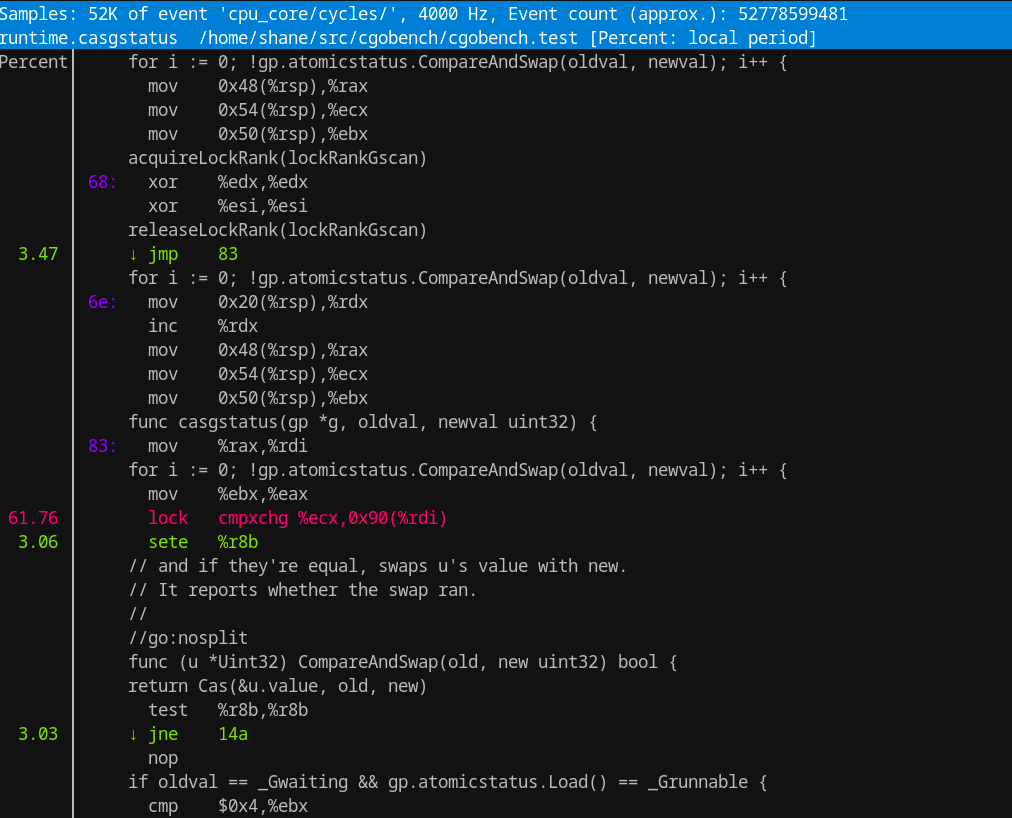 Samples: 52K of event 'cpu_core/cycles/', 4000 Hz, Event count (approx.): 52778599481
runtime.casgstatus  /home/shane/src/cgobench/cgobench.test [Percent: local period]
Percent      for i := 0; !gp.atomicstatus.CompareAndSwap(oldval, newval); i++ {
               mov    0x48(%rsp),%rax
               mov    0x54(%rsp),%ecx
               mov    0x50(%rsp),%ebx
             acquireLockRank(lockRankGscan)
         68:   xor    %edx,%edx
               xor    %esi,%esi
             releaseLockRank(lockRankGscan)
  3.47       ↓ jmp    83
             for i := 0; !gp.atomicstatus.CompareAndSwap(oldval, newval); i++ {
         6e:   mov    0x20(%rsp),%rdx
               inc    %rdx
               mov    0x48(%rsp),%rax
               mov    0x54(%rsp),%ecx
               mov    0x50(%rsp),%ebx
             func casgstatus(gp *g, oldval, newval uint32) {
         83:   mov    %rax,%rdi
             for i := 0; !gp.atomicstatus.CompareAndSwap(oldval, newval); i++ {
               mov    %ebx,%eax
 61.76         lock   cmpxchg %ecx,0x90(%rdi)
  3.06         sete   %r8b
             // and if they're equal, swaps u's value with new.
             // It reports whether the swap ran.
             //
             //go:nosplit
             func (u *Uint32) CompareAndSwap(old, new uint32) bool {
             return Cas(&u.value, old, new)
               test   %r8b,%r8b
  3.03       ↓ jne    14a
               nop
             if oldval == _Gwaiting && gp.atomicstatus.Load() == _Grunnable {
               cmp    $0x4,%ebx